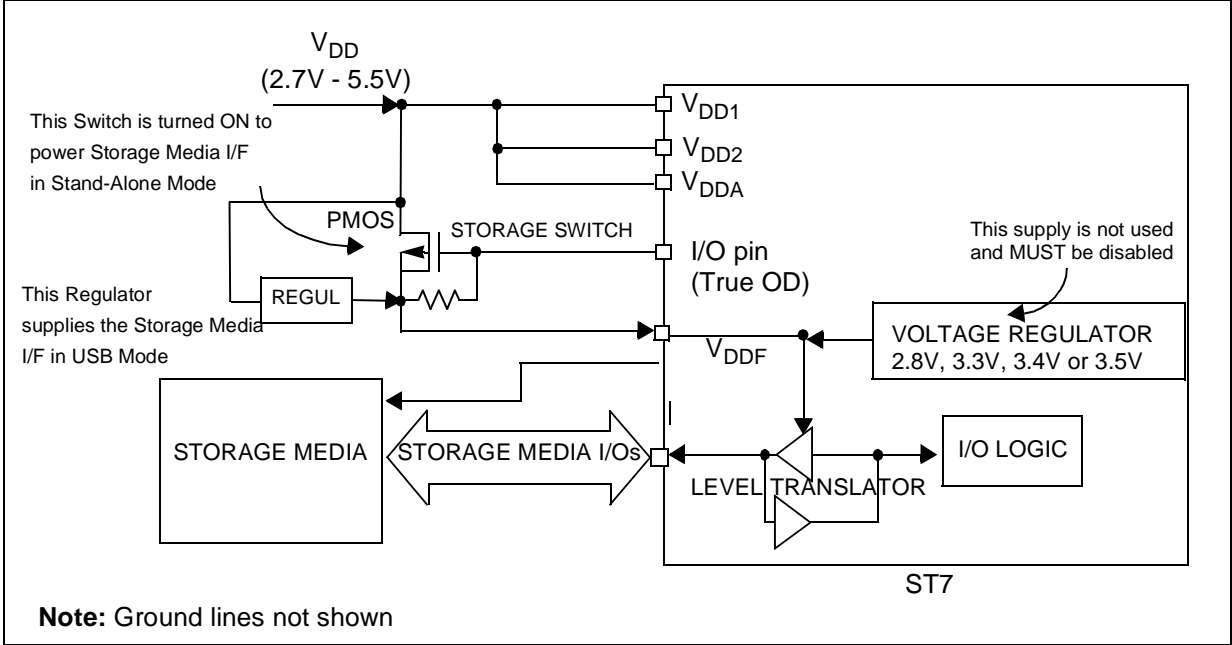 VDD
(2.7V - 5.5V)
This Switch is turned ON to
power Storage Media I/F
in Stand-Alone Mode
VDD1
VDD2
VDDA
PMOS
STORAGE SWITCH
I/O pin
(True OD)
This supply is not used
and MUST be disabled
This Regulator
supplies the Storage Media
I/F in USB Mode
REGUL
VDDF
VOLTAGE REGULATOR
2.8V, 3.3V, 3.4V or 3.5V
STORAGE MEDIA
STORAGE MEDIA I/Os
LEVEL TRANSLATOR
I/O LOGIC
ST7
Note: Ground lines not shown